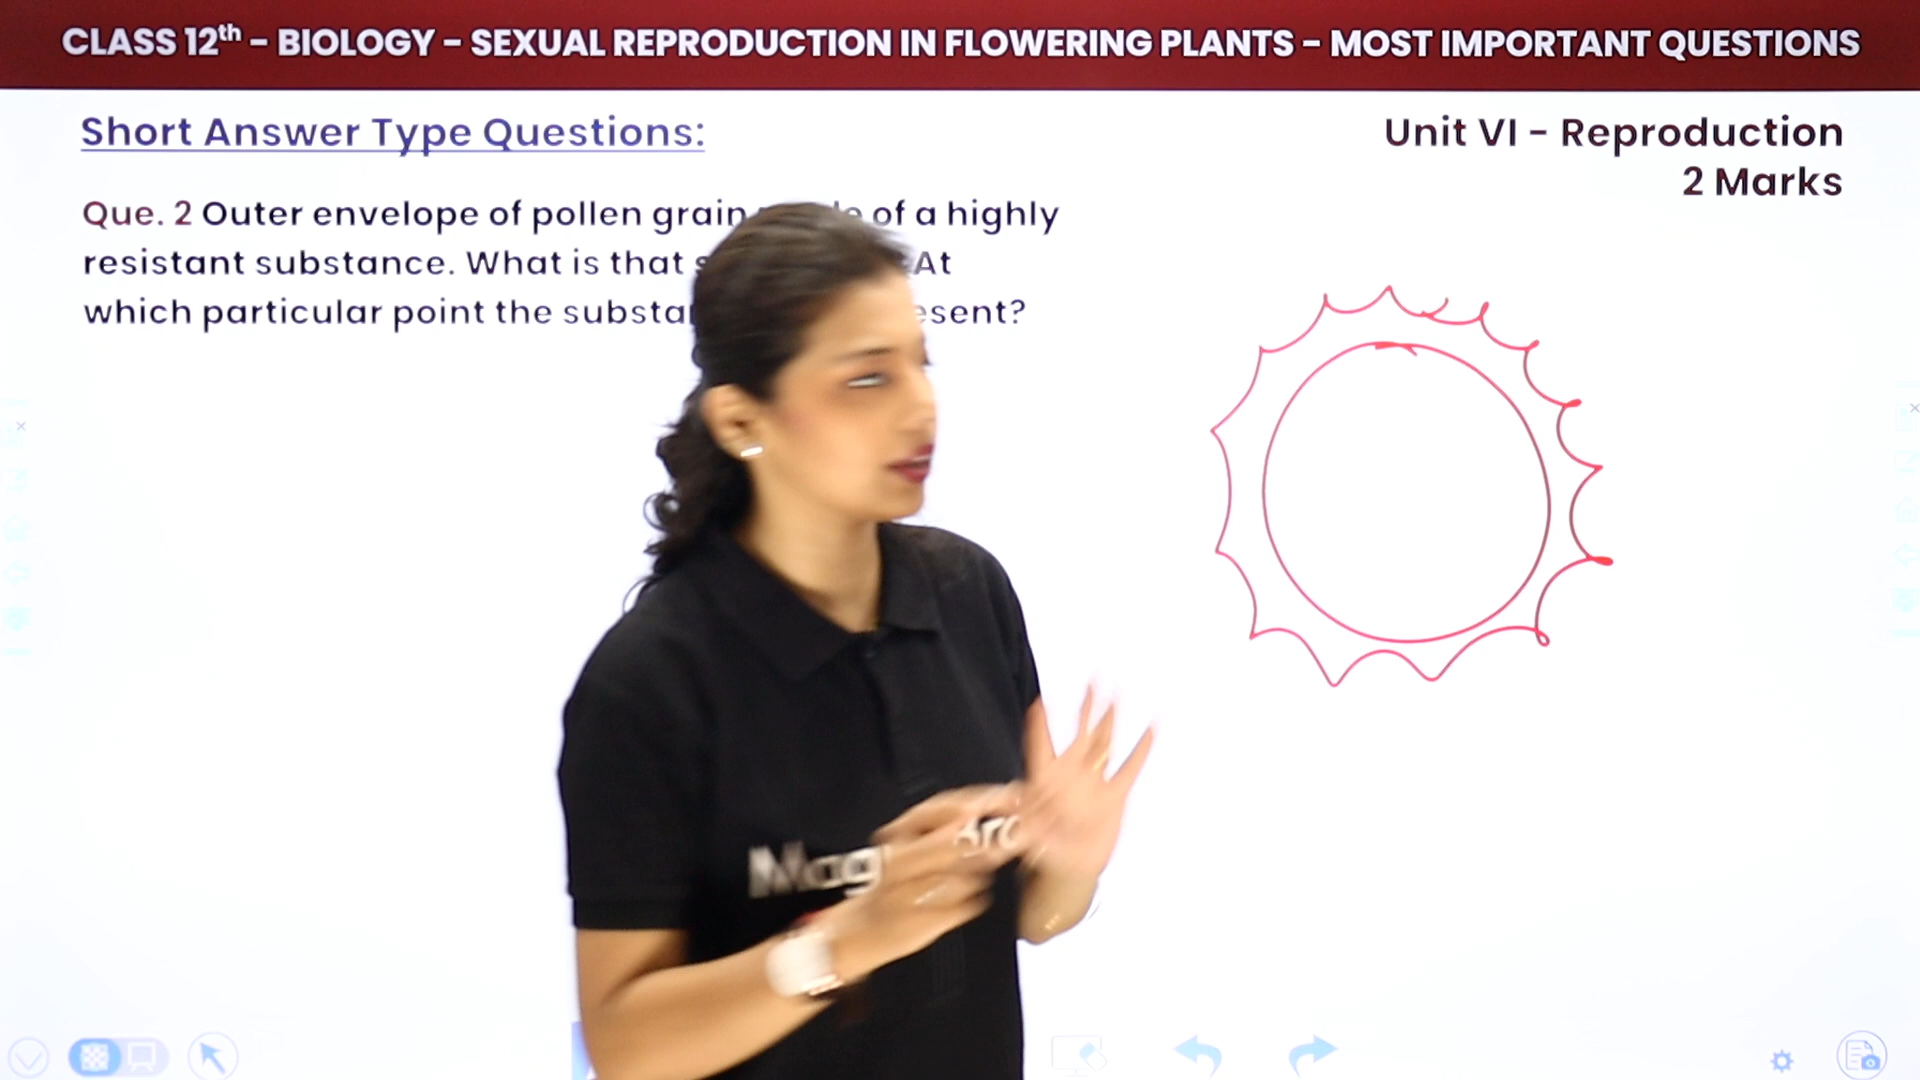 CLASS 12th - BIOLOGY - SEXUAL REPRODUCTION IN FLOWERING PLANTS - MOST IMPORTANT QUESTIONS
Short Answer Type Questions:
Unit VI - Reproduction
2 Marks
Que. 2 Outer envelope of pollen grain of a highly
resistant substance. What is that At
which particular point the